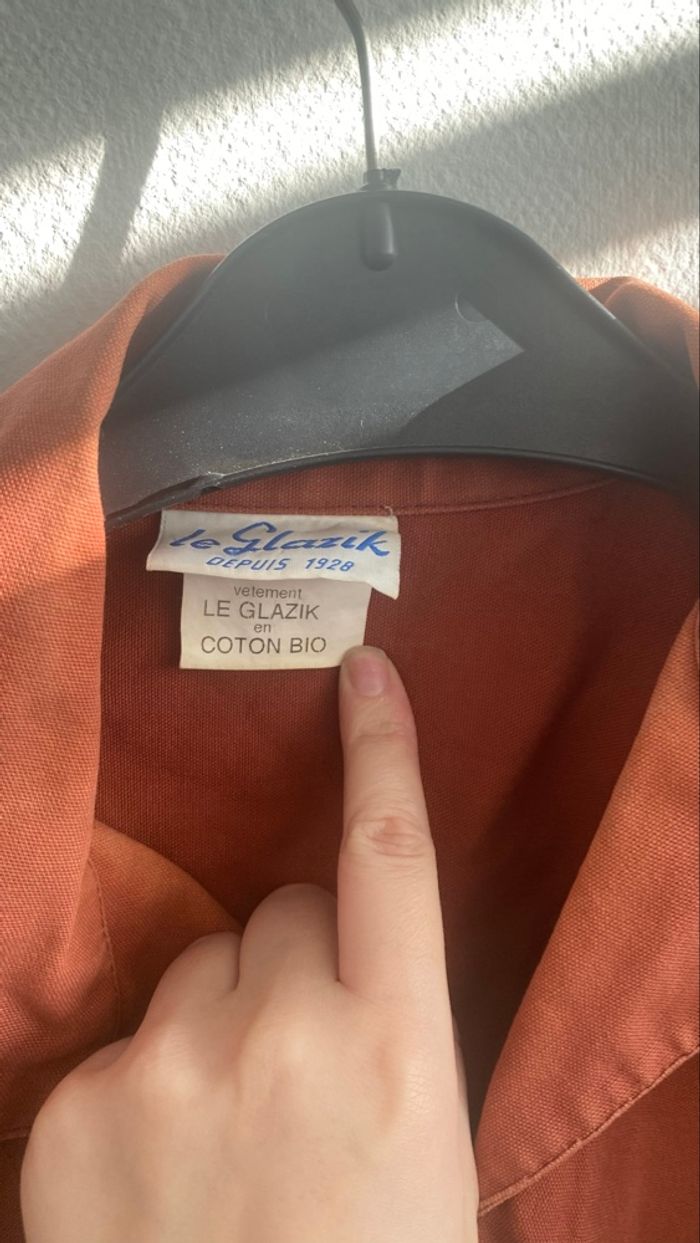 le Glazik
DEPUIS 1928
vetement
LE GLAZIK
en
COTON BIO